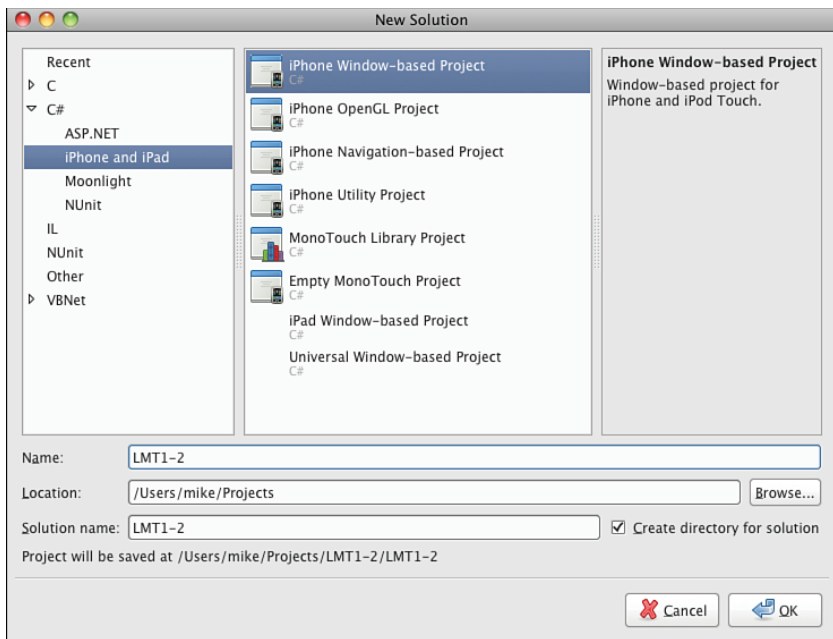 New Solution
Recent
C
C#
ASP.NET
iPhone and iPad
Moonlight
NUnit
IL
NUnit
Other
VBNet
iPhone Window-based Project
C#
iPhone OpenGL Project
C#
iPhone Navigation-based Project
C#
iPhone Utility Project
C#
MonoTouch Library Project
C#
Empty MonoTouch Project
C#
iPad Window-based Project
C#
Universal Window-based Project
C#
iPhone Window-based Project
Window-based project for
iPhone and iPod Touch.
Name: LMT1-2
Location: /Users/mike/Projects Browse...
Solution name: LMT1-2 Create directory for solution
Project will be saved at /Users/mike/Projects/LMT1-2/LMT1-2
Cancel OK